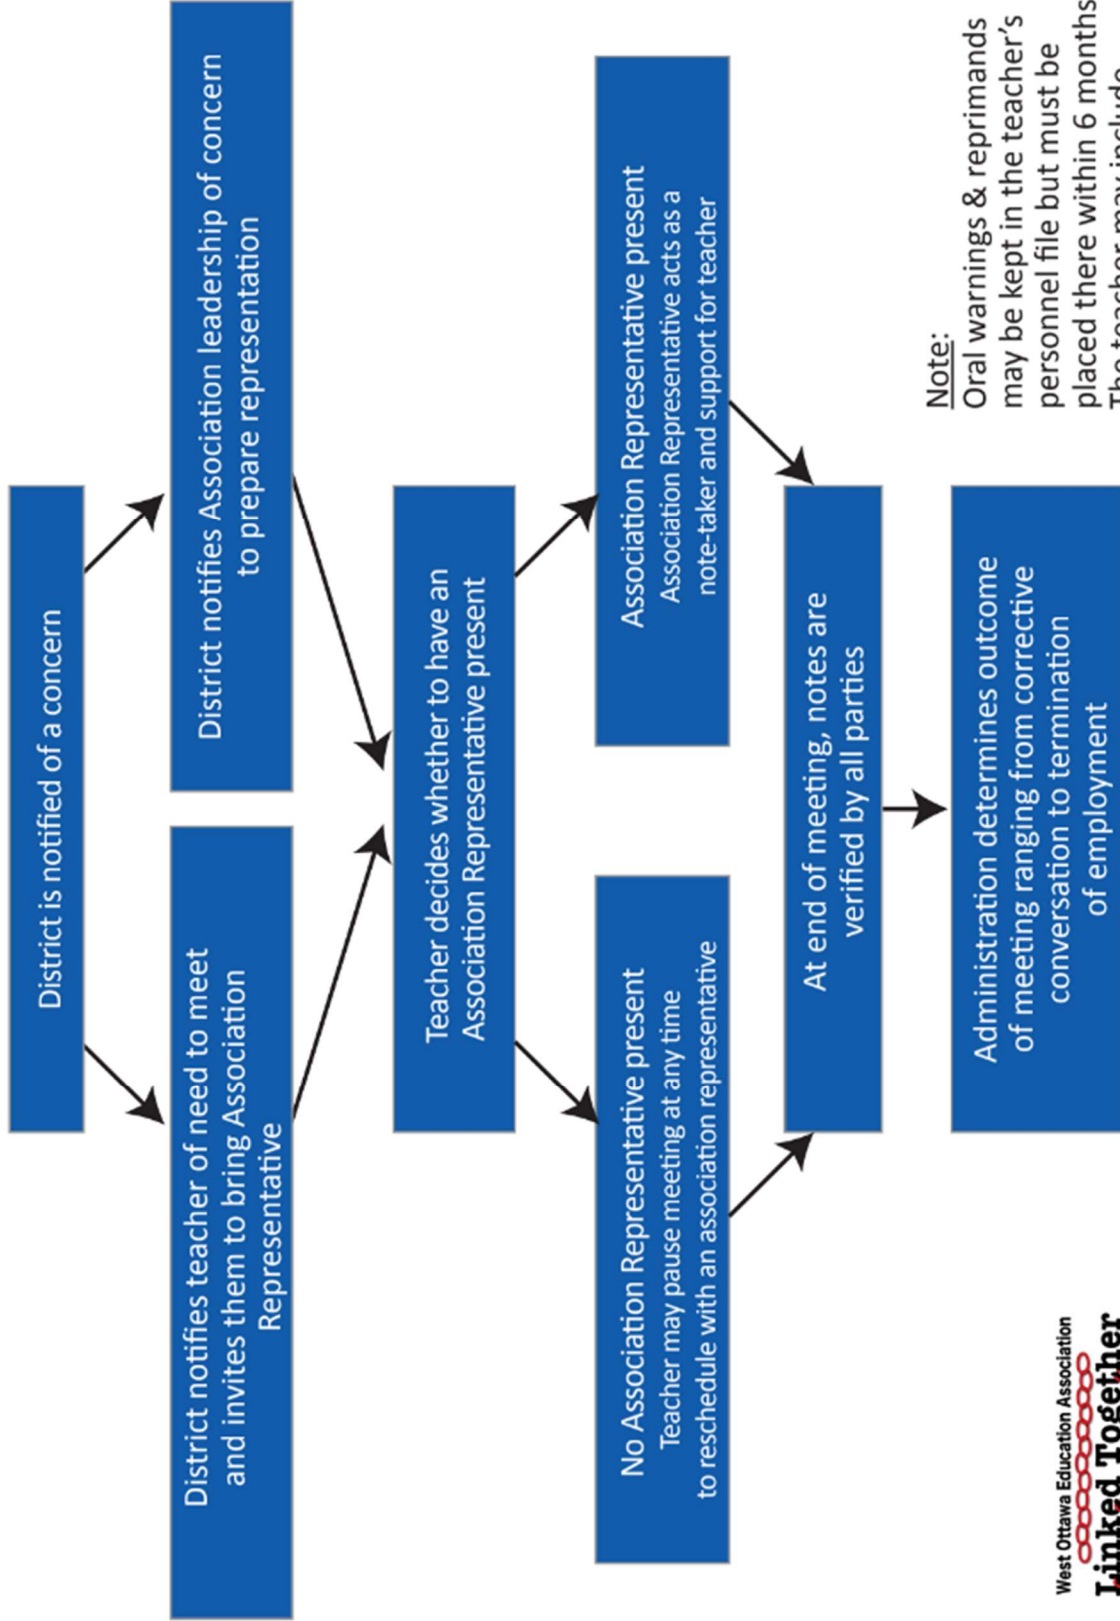 District is notified of a concern
District notifies teacher of need to meet
and invites them to bring Association
Representative
District notifies Association leadership of concern
to prepare representation
Teacher decides whether to have an
Association Representative present
No Association Representative present
Teacher may pause meeting at any time
to reschedule with an association representative
Association Representative present
Association Representative acts as a
note-taker and support for teacher
At end of meeting, notes are
verified by all parties
Administration determines outcome
of meeting ranging from corrective
conversation to termination
of employment
Note:
Oral warnings & reprimands
may be kept in the teacher's
personnel file but must be
placed there within 6 months
The teacher may include
West Ottawa Education Association
Linked Together